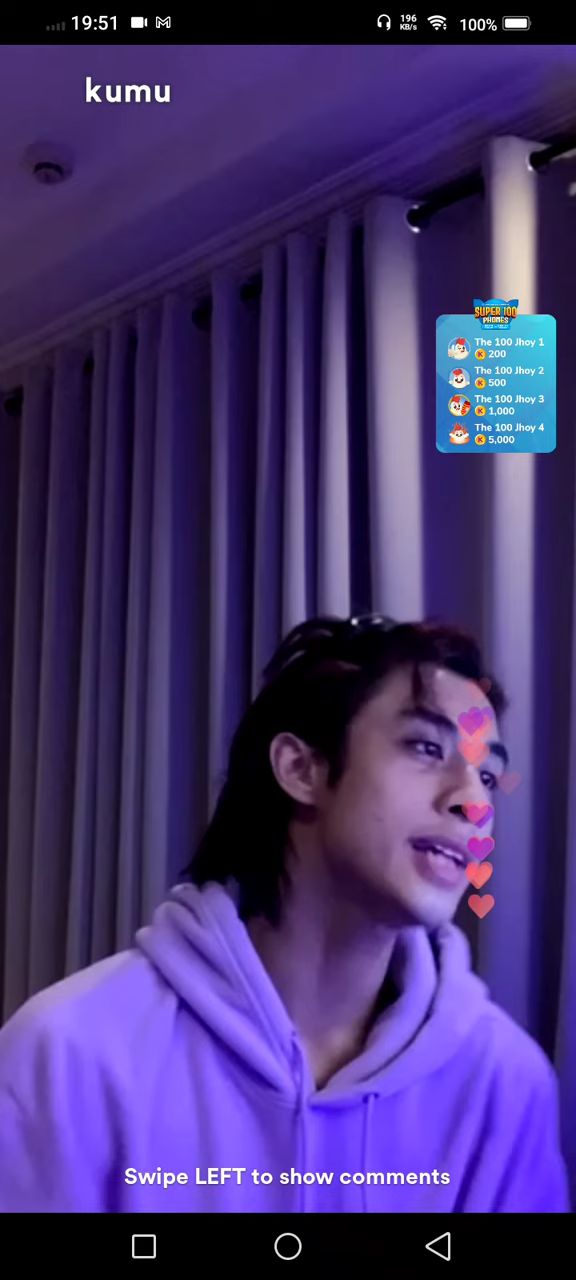 19:51
196
KB/s
100%
kumu
SUPER 100
PHONES
The 100 Jhoy 1
K 200
The 100 Jhoy 2
K 500
The 100 Jhoy 3
K 1,000
The 100 Jhoy 4
K 5,000
Swipe LEFT to show comments